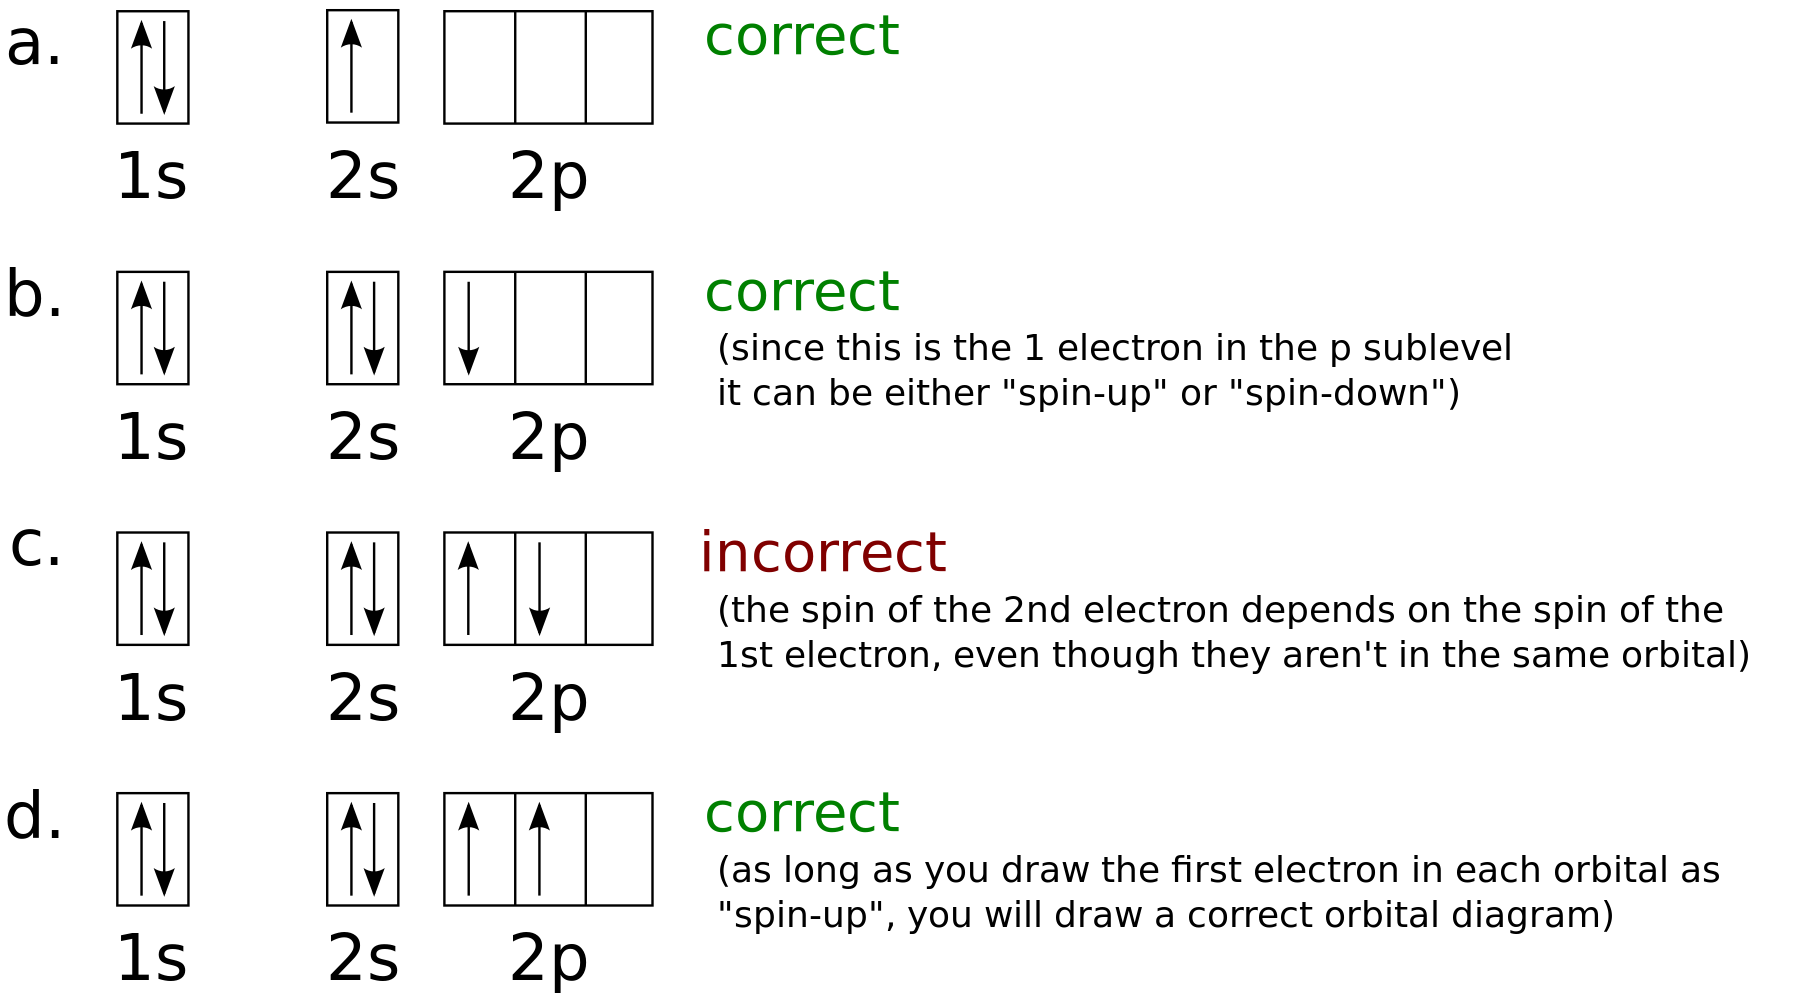 a.
correct
1s 2s 2p
b.
correct
(since this is the 1 electron in the p sublevel
it can be either "spin-up" or "spin-down")
1s 2s 2p
c.
incorrect
(the spin of the 2nd electron depends on the spin of the
1st electron, even though they aren't in the same orbital)
1s 2s 2p
d.
correct
(as long as you draw the first electron in each orbital as
"spin-up", you will draw a correct orbital diagram)
1s 2s 2p